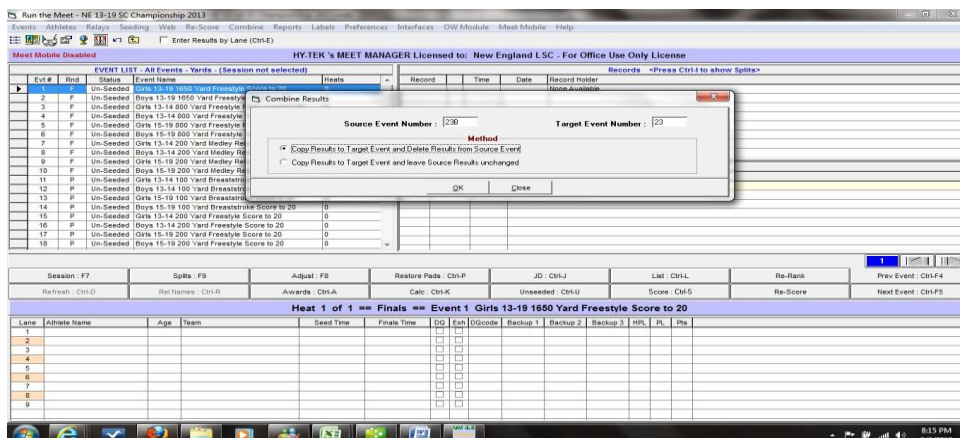 Run the Meet - NE 13-19 SC Championship 2013
Events Athletes Relays Seeding Web Re-Score Combine Reports Labels Preferences Interfaces OW Module Meet Mobile Help
Enter Results by Lane (Ctrl-E)
Meet Mobile Disabled HY-TEK 's MEET MANAGER Licensed to: New England LSC - For Office Use Only License
EVENT LIST - All Events - Yards - (Session not selected) Records <Press Ctrl-I to show Splits>
Evt # Rnd Status Event Name Heats Record Time Date Record Holder
1 F Un-Seeded Girls 13-19 1650 Yard Freestyle Score to 20 0 None Available
2 F Un-Seeded Boys 13-19 1650 Yard Freestyle
3 F Un-Seeded Girls 13-14 800 Yard Freestyle
4 F Un-Seeded Boys 13-14 800 Yard Freestyle
5 F Un-Seeded Girls 15-19 800 Yard Freestyle
6 F Un-Seeded Boys 15-19 800 Yard Freestyle
7 F Un-Seeded Girls 13-14 200 Yard Medley Re
8 F Un-Seeded Boys 13-14 200 Yard Medley Re
9 F Un-Seeded Girls 15-19 200 Yard Medley Re
10 F Un-Seeded Boys 15-19 200 Yard Medley Re
11 P Un-Seeded Girls 13-14 100 Yard Breaststro
12 P Un-Seeded Boys 13-14 100 Yard Breaststro
13 P Un-Seeded Girls 15-19 100 Yard Breaststroke Score to 20 0
14 P Un-Seeded Boys 15-19 100 Yard Breaststroke Score to 20 0
15 P Un-Seeded Girls 13-14 200 Yard Freestyle Score to 20 0
16 P Un-Seeded Boys 13-14 200 Yard Freestyle Score to 20 0
17 P Un-Seeded Girls 15-19 200 Yard Freestyle Score to 20 0
18 P Un-Seeded Boys 15-19 200 Yard Freestyle Score to 20 0
Combine Results
Source Event Number : 23B Target Event Number : 23
Method
Copy Results to Target Event and Delete Results from Source Event
Copy Results to Target Event and leave Source Results unchanged
OK Close
1
Session : F7 Splits : F9 Adjust : F8 Restore Pads : Ctrl-P JD : Ctrl-J List : Ctrl-L Re-Rank Prev Event : Ctrl-F4
Refresh : Ctrl-D Rel Names : Ctrl-R Awards : Ctrl-A Calc : Ctrl-K Unseeded : Ctrl-U Score : Ctrl-S Re-Score Next Event : Ctrl-F5
Heat 1 of 1 == Finals == Event 1 Girls 13-19 1650 Yard Freestyle Score to 20
Lane Athlete Name Age Team Seed Time Finals Time DQ Exh DQcode Backup 1 Backup 2 Backup 3 HPL PL Pts
1
2
3
4
5
6
7
8
9
8:15 PM